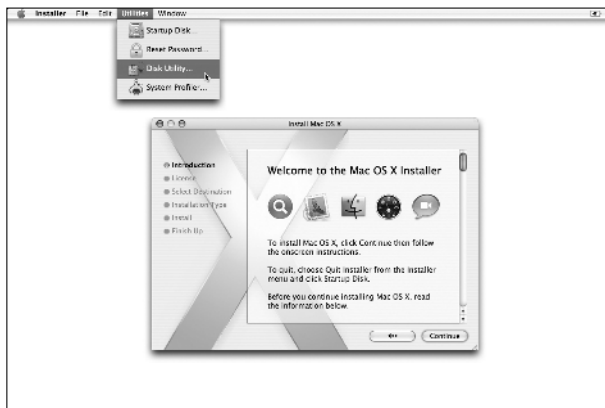 Installer File Edit Utilities Window
Startup Disk...
Reset Password...
Disk Utility...
System Profiler...
Install Mac OS X
Introduction
License
Select Destination
Installation Type
Install
Finish Up
Welcome to the Mac OS X Installer
To install Mac OS X, click Continue then follow
the onscreen instructions.
To quit, choose Quit Installer from the Installer
menu and click Startup Disk.
Before you continue installing Mac OS X, read
the information below.
Continue